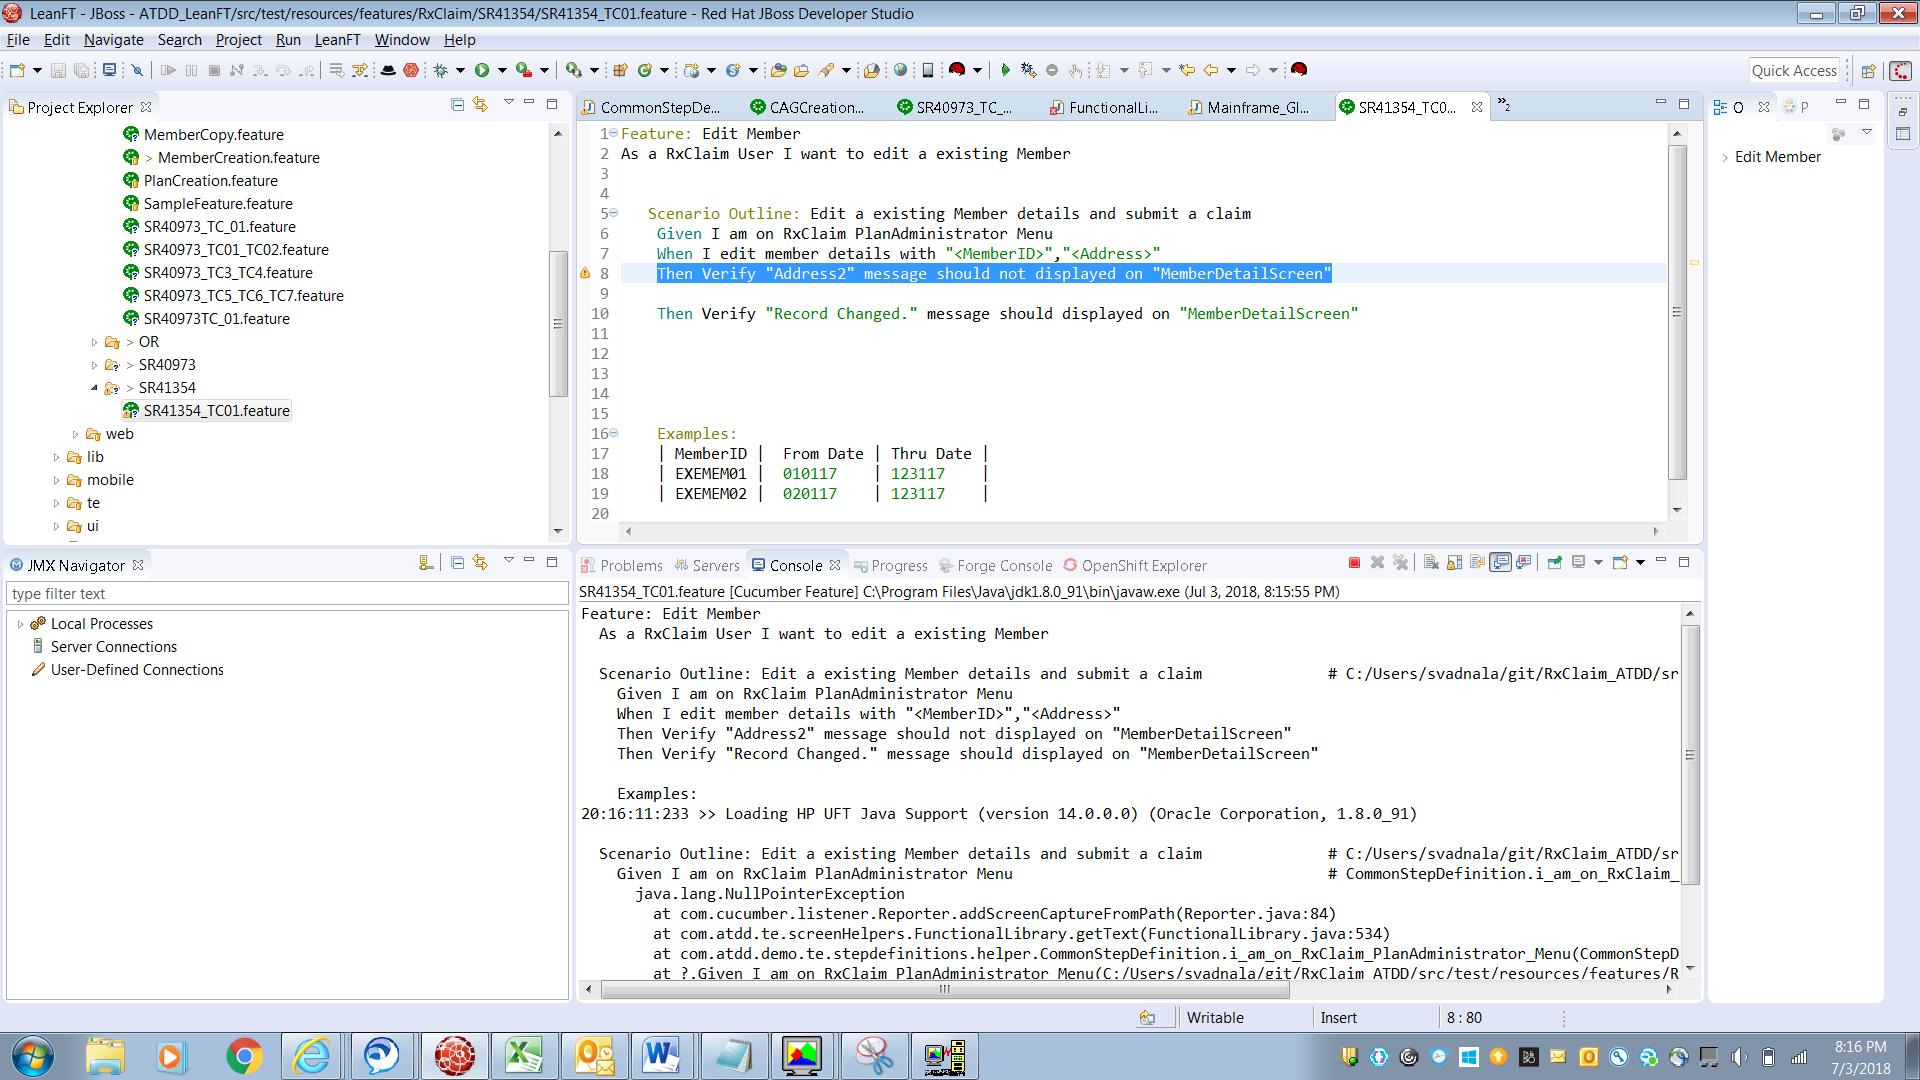 LeanFT - JBoss - ATDD_LeanFT/src/test/resources/features/RxClaim/SR41354/SR41354_TC01.feature - Red Hat JBoss Developer Studio
File Edit Navigate Search Project Run LeanFT Window Help
Quick Access
Project Explorer
MemberCopy.feature
> MemberCreation.feature
PlanCreation.feature
SampleFeature.feature
SR40973_TC_01.feature
SR40973_TC01_TC02.feature
SR40973_TC3_TC4.feature
SR40973_TC5_TC6_TC7.feature
SR40973TC_01.feature
> OR
> SR40973
> SR41354
SR41354_TC01.feature
web
lib
mobile
te
ui
CommonStepDe... CAGCreation.... SR40973_TC_... FunctionalLi... Mainframe_Gl... SR41354_TC0... »2
1 Feature: Edit Member
2 As a RxClaim User I want to edit a existing Member
3
4
5 Scenario Outline: Edit a existing Member details and submit a claim
6 Given I am on RxClaim PlanAdministrator Menu
7 When I edit member details with "<MemberID>","<Address>"
8 Then Verify "Address2" message should not displayed on "MemberDetailScreen"
9
10 Then Verify "Record Changed." message should displayed on "MemberDetailScreen"
11
12
13
14
15
16 Examples:
17 | MemberID | From Date | Thru Date |
18 | EXEMEM01 | 010117 | 123117 |
19 | EXEMEM02 | 020117 | 123117 |
20
O P
Edit Member
JMX Navigator
type filter text
Local Processes
Server Connections
User-Defined Connections
Problems Servers Console Progress Forge Console OpenShift Explorer
SR41354_TC01.feature [Cucumber Feature] C:\Program Files\Java\jdk1.8.0_91\bin\javaw.exe (Jul 3, 2018, 8:15:55 PM)
Feature: Edit Member
As a RxClaim User I want to edit a existing Member
Scenario Outline: Edit a existing Member details and submit a claim # C:/Users/svadnala/git/RxClaim_ATDD/sr
Given I am on RxClaim PlanAdministrator Menu
When I edit member details with "<MemberID>","<Address>"
Then Verify "Address2" message should not displayed on "MemberDetailScreen"
Then Verify "Record Changed." message should displayed on "MemberDetailScreen"
Examples:
20:16:11:233 >> Loading HP UFT Java Support (version 14.0.0.0) (Oracle Corporation, 1.8.0_91)
Scenario Outline: Edit a existing Member details and submit a claim # C:/Users/svadnala/git/RxClaim_ATDD/sr
Given I am on RxClaim PlanAdministrator Menu # CommonStepDefinition.i_am_on_RxClaim_
java.lang.NullPointerException
at com.cucumber.listener.Reporter.addScreenCaptureFromPath(Reporter.java:84)
at com.atdd.te.screenHelpers.FunctionalLibrary.getText(FunctionalLibrary.java:534)
at com.atdd.demo.te.stepdefinitions.helper.CommonStepDefinition.i_am_on_RxClaim_PlanAdministrator_Menu(CommonStepD
at ?.Given I am on RxClaim PlanAdministrator Menu(C:/Users/svadnala/git/RxClaim_ATDD/src/test/resources/features/R
Writable Insert 8 : 80
8:16 PM
7/3/2018